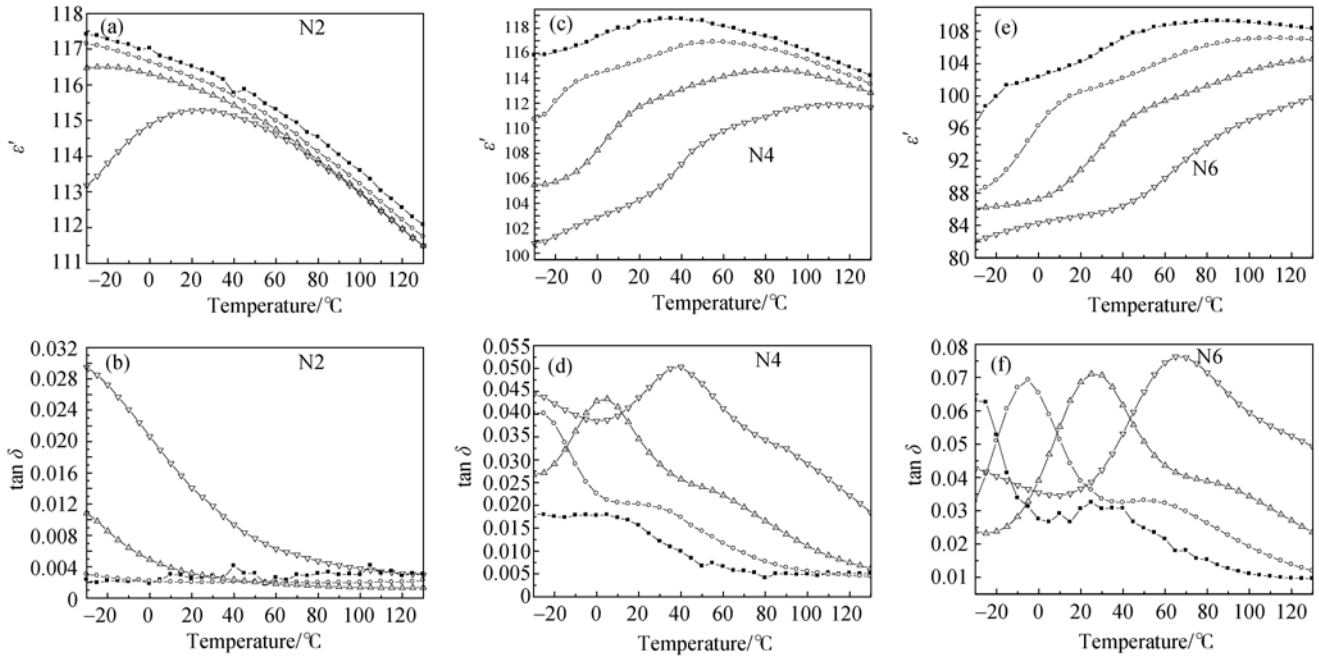 (a) N2
118
117
116
115
114
113
112
111
ε′
−20 0 20 40 60 80 100 120
Temperature/℃
(c)
N4
120
118
116
114
112
110
108
106
104
102
100
ε′
−20 0 20 40 60 80 100 120
Temperature/℃
(e)
N6
108
104
100
96
92
88
84
80
ε′
−20 0 20 40 60 80 100 120
Temperature/℃
(b) N2
0.032
0.028
0.024
0.020
0.016
0.012
0.008
0.004
0
tan δ
−20 0 20 40 60 80 100 120
Temperature/℃
(d) N4
0.055
0.050
0.045
0.040
0.035
0.030
0.025
0.020
0.015
0.010
0.005
0.000
tan δ
−20 0 20 40 60 80 100 120
Temperature/℃
(f) N6
0.08
0.07
0.06
0.05
0.04
0.03
0.02
0.01
tan δ
−20 0 20 40 60 80 100 120
Temperature/℃